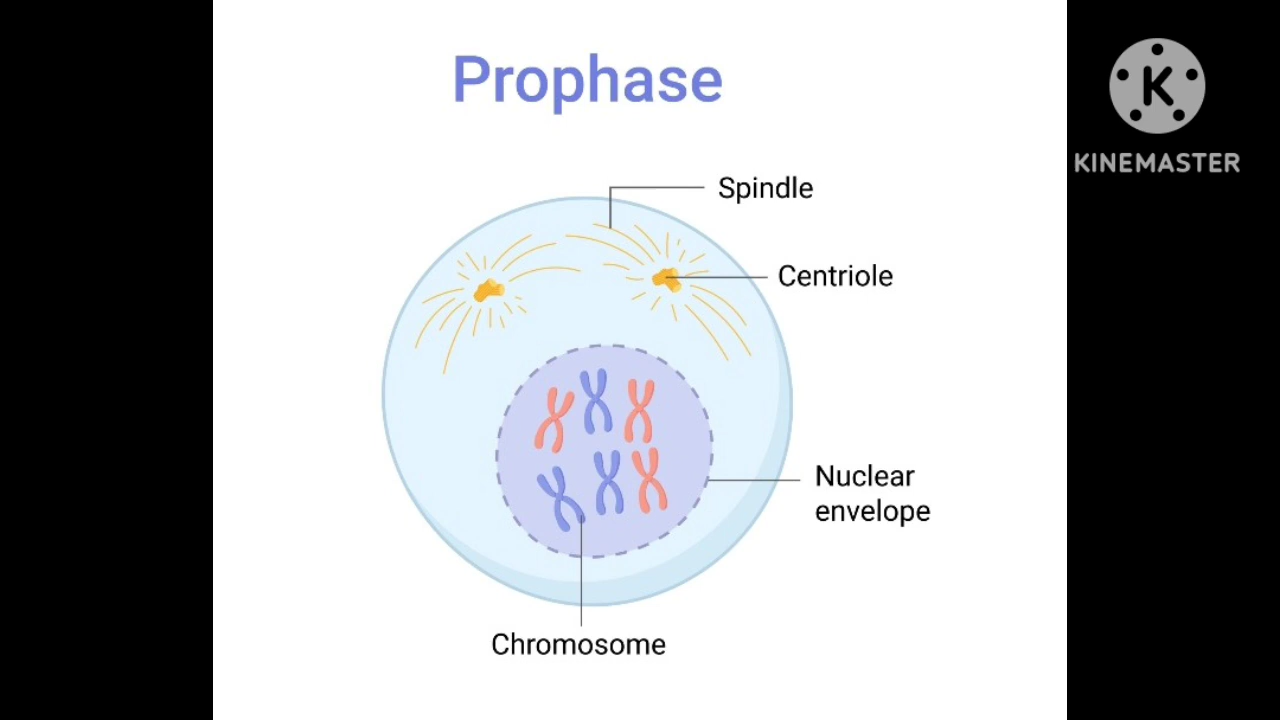 Prophase
K
KINEMASTER
Spindle
Centriole
Nuclear
envelope
Chromosome